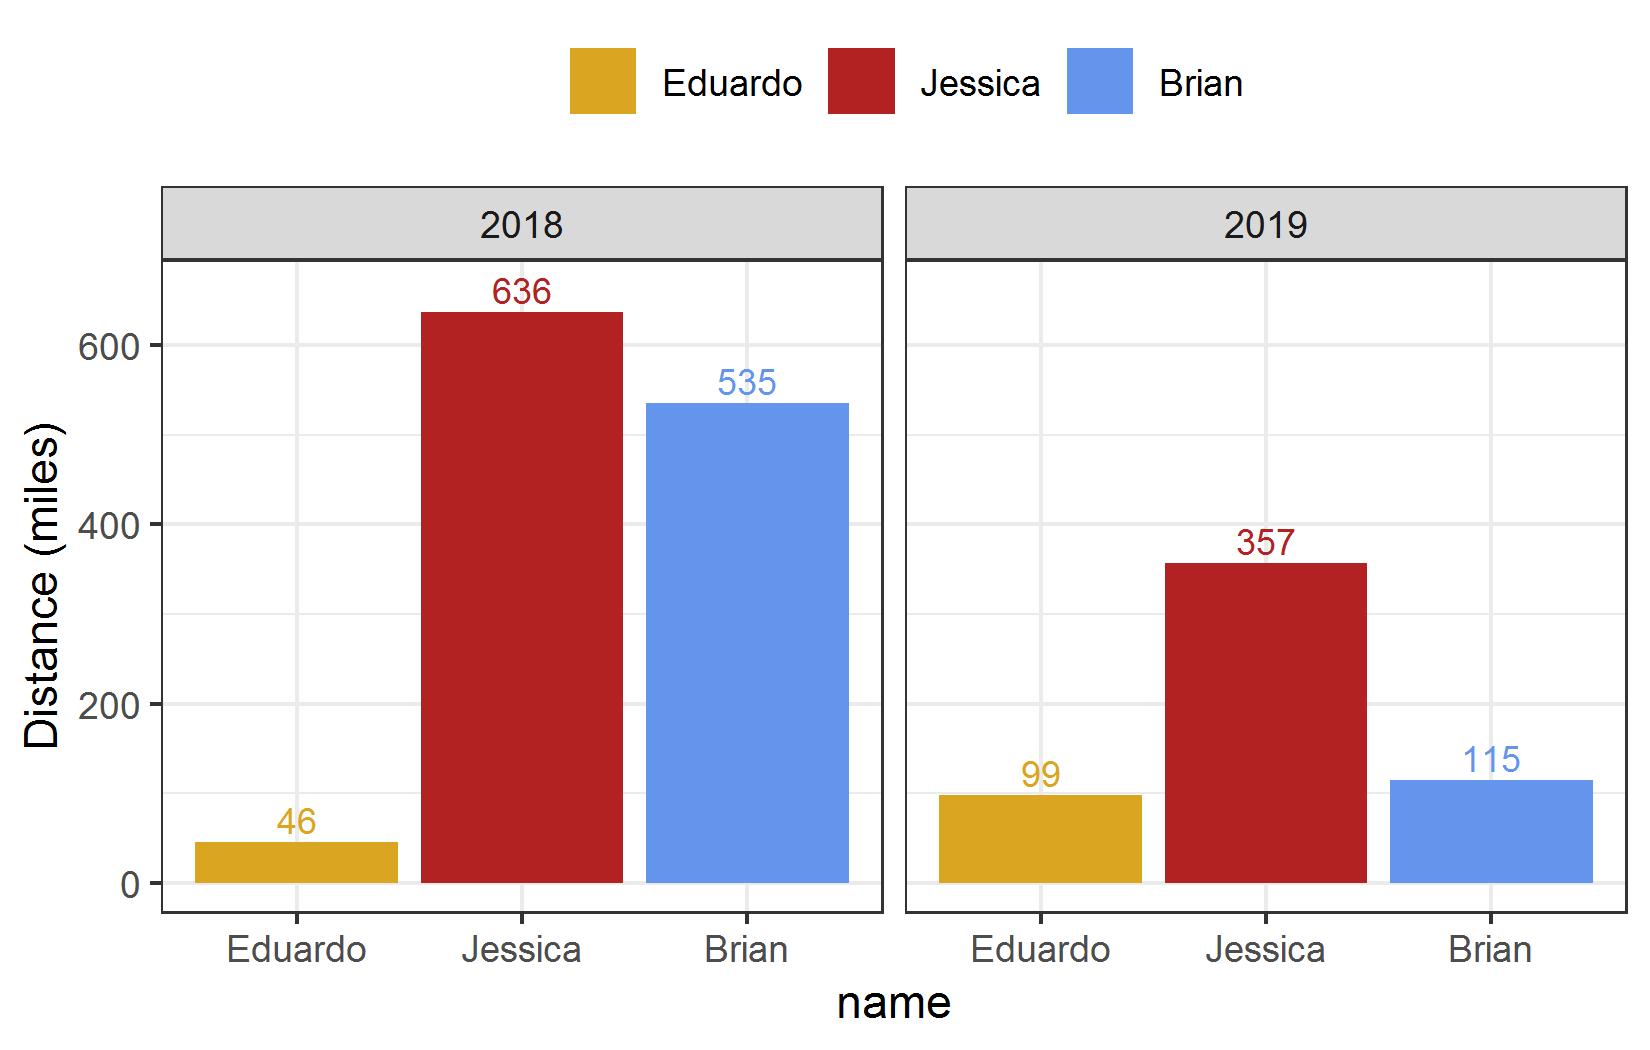 Eduardo Jessica Brian
2018 2019
636
535
600
Distance (miles)
400
357
200
115
99
46
0
Eduardo Jessica Brian Eduardo Jessica Brian
name